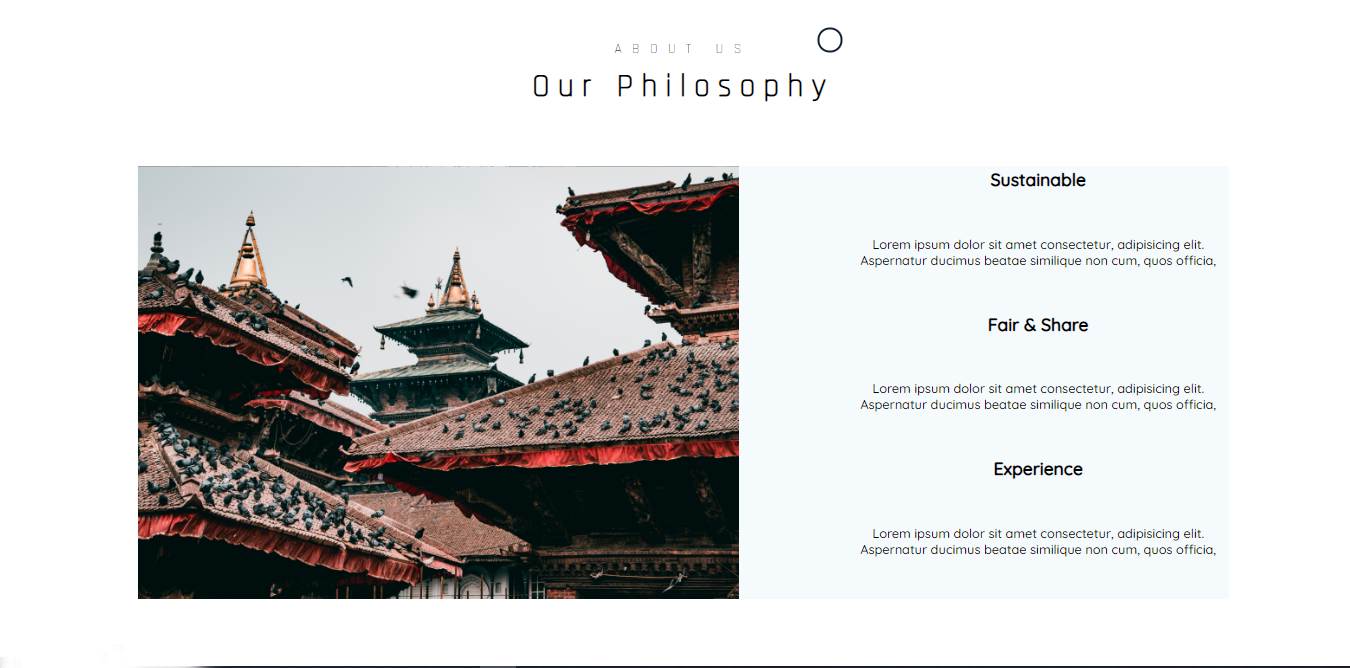 ABOUT US
Our Philosophy
Sustainable
Lorem ipsum dolor sit amet consectetur, adipisicing elit.
Aspernatur ducimus beatae similique non cum, quos officia,
Fair & Share
Lorem ipsum dolor sit amet consectetur, adipisicing elit.
Aspernatur ducimus beatae similique non cum, quos officia,
Experience
Lorem ipsum dolor sit amet consectetur, adipisicing elit.
Aspernatur ducimus beatae similique non cum, quos officia,